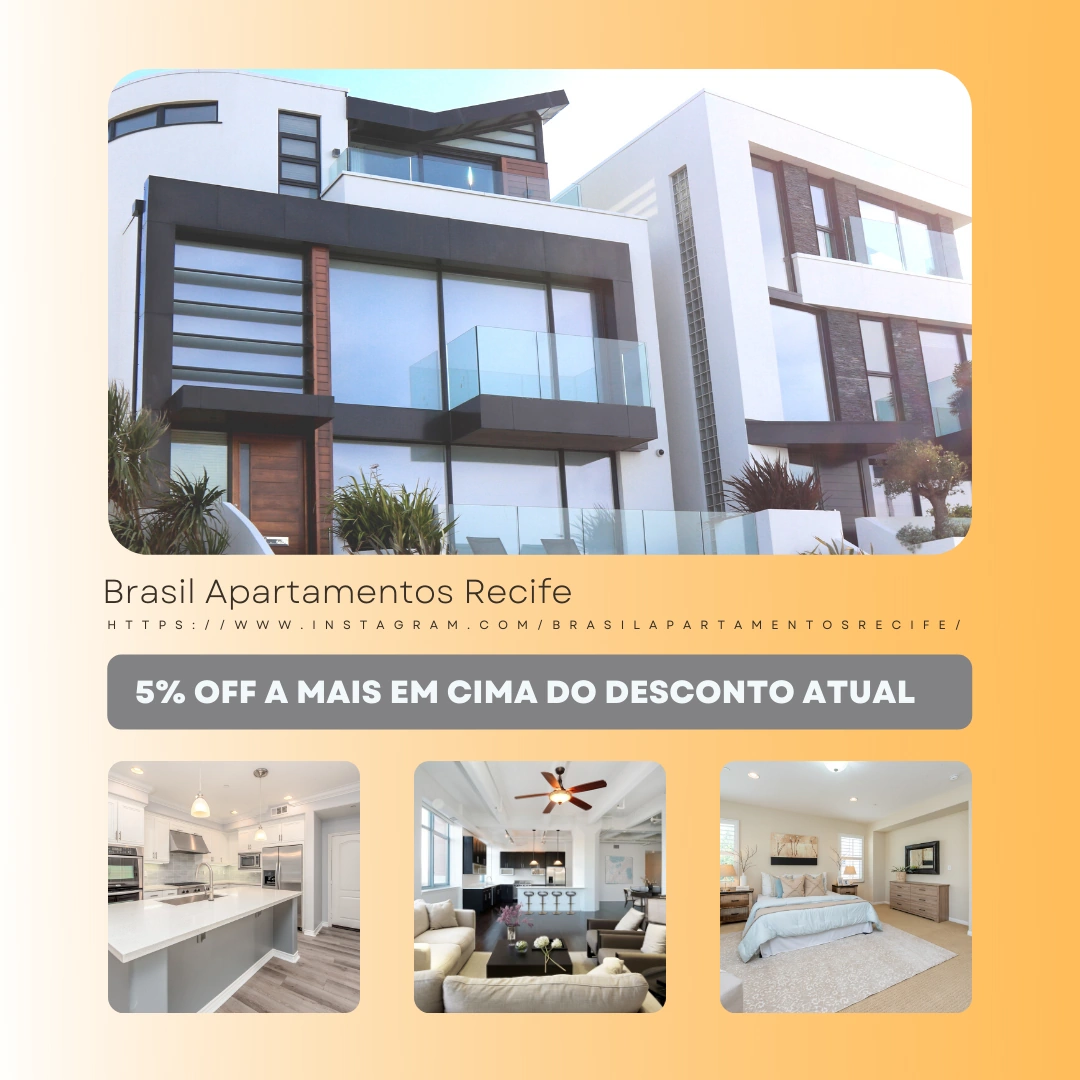 Brasil Apartamentos Recife
HTTPS://WWW.INSTAGRAM.COM/BRASILAPARTAMENTOSRECIFE/
5% OFF A MAIS EM CIMA DO DESCONTO ATUAL